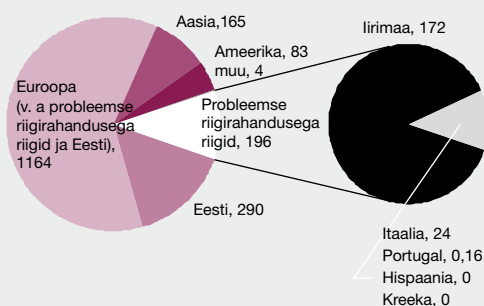 Aasia,165
Ameerika, 83
muu, 4
Euroopa
(v. a probleemse
riigirahandusega
riigid ja Eesti),
1164
Probleemse
riigirahandusega
riigid, 196
Eesti, 290
Iirimaa, 172
Itaalia, 24
Portugal, 0,16
Hispaania, 0
Kreeka, 0